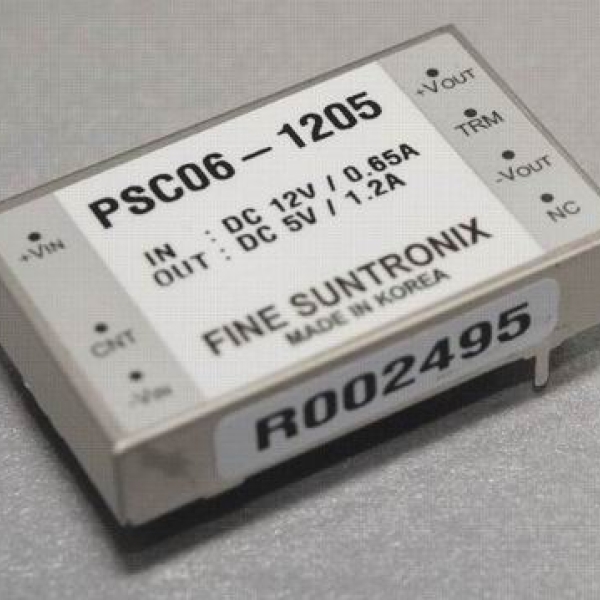 PSC06-1205
IN : DC 12V / 0.65A
OUT : DC 5V / 1.2A
FINE SUNTRONIX
MADE IN KOREA
+VIN
CNT
-VIN
+VOUT
TRM
-VOUT
NC
R002495